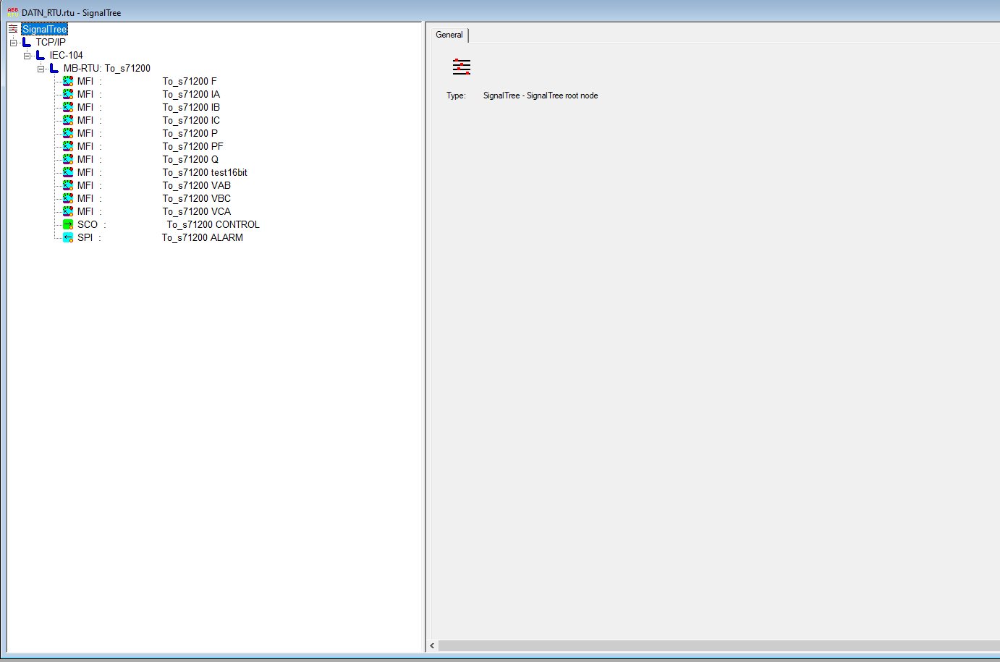 ABB
RTU
DATN_RTU.rtu - SignalTree
SignalTree
TCP/IP
IEC-104
MB-RTU: To_s71200
MFI : To_s71200 F
MFI : To_s71200 IA
MFI : To_s71200 IB
MFI : To_s71200 IC
MFI : To_s71200 P
MFI : To_s71200 PF
MFI : To_s71200 Q
MFI : To_s71200 test16bit
MFI : To_s71200 VAB
MFI : To_s71200 VBC
MFI : To_s71200 VCA
SCO : To_s71200 CONTROL
SPI : To_s71200 ALARM
General
Type: SignalTree - SignalTree root node